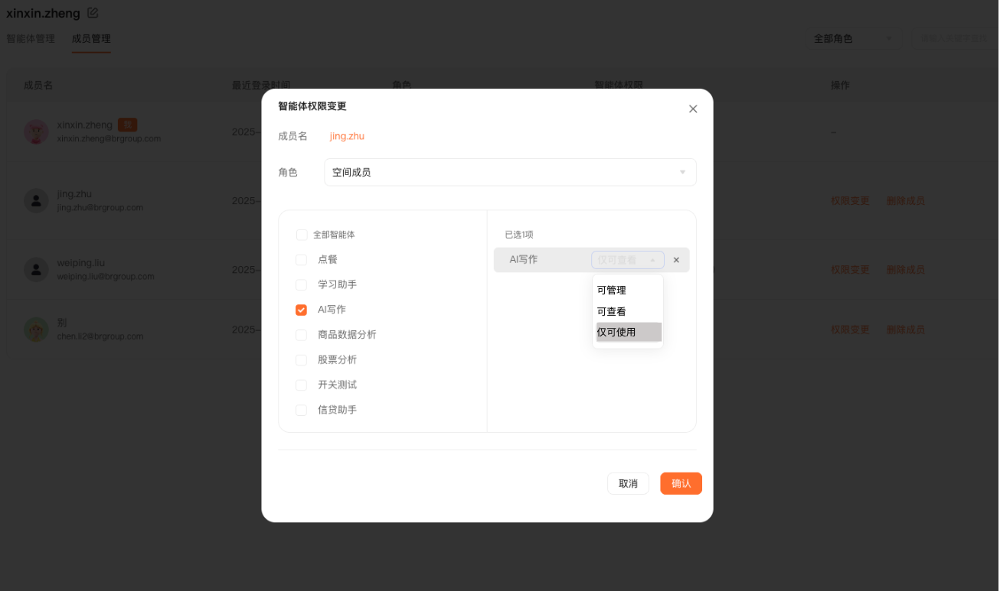 xinxin.zheng
智能体管理 成员管理 全部角色 请输入
成员名 最近登录时间 角色 智能体权限 操作
智能体权限变更
xinxin.zheng 我
xinxin.zheng@brgroup.com
2025- -
成员名 jing.zhu
角色 空间成员
jing.zhu
jing.zhu@brgroup.com
2025- 权限变更 删除成员
全部智能体 已选1项
点餐 AI写作 仅可查看
weiping.liu
weiping.liu@brgroup.com
2025- 权限变更 删除成员
学习助手 可管理
AI写作 可查看
别
chen.li2@brgroup.com
2025- 权限变更 删除成员
商品数据分析 仅可使用
股票分析
开关测试
信贷助手
取消 确认